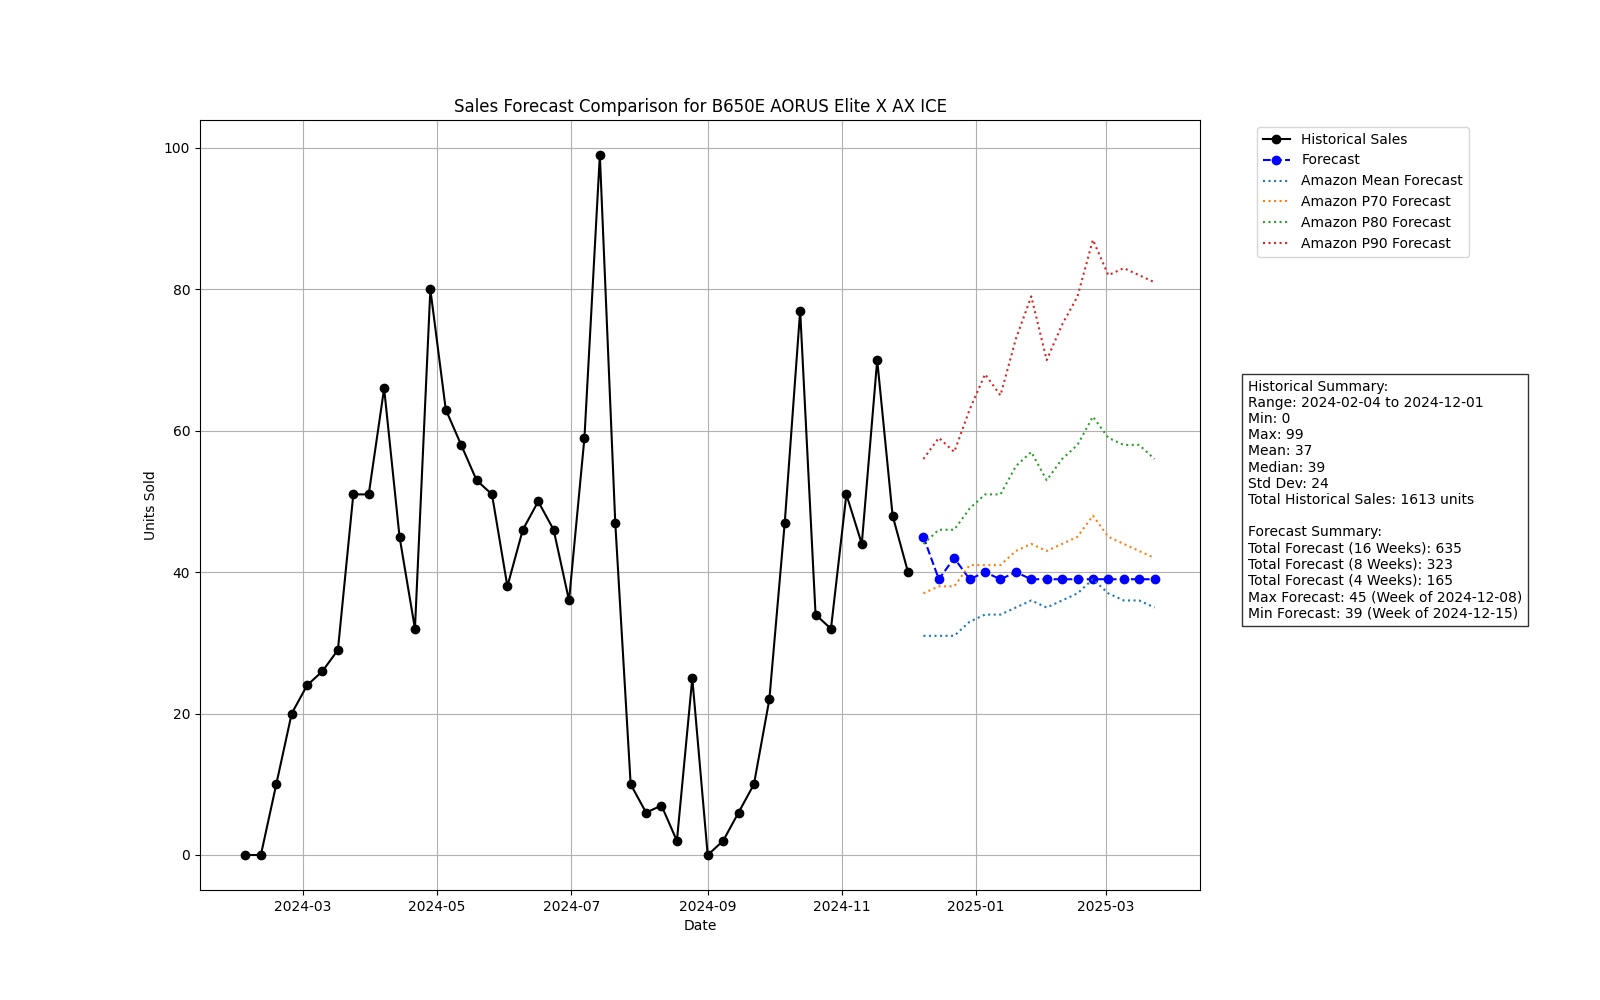 Sales Forecast Comparison for B650E AORUS Elite X AX ICE
100
80
60
40
20
0
Units Sold
2024-03
2024-05
2024-07
2024-09
2024-11
2025-01
2025-03
Date
Historical Sales
Forecast
Amazon Mean Forecast
Amazon P70 Forecast
Amazon P80 Forecast
Amazon P90 Forecast
Historical Summary:
Range: 2024-02-04 to 2024-12-01
Min: 0
Max: 99
Mean: 37
Median: 39
Std Dev: 24
Total Historical Sales: 1613 units
Forecast Summary:
Total Forecast (16 Weeks): 635
Total Forecast (8 Weeks): 323
Total Forecast (4 Weeks): 165
Max Forecast: 45 (Week of 2024-12-08)
Min Forecast: 39 (Week of 2024-12-15)